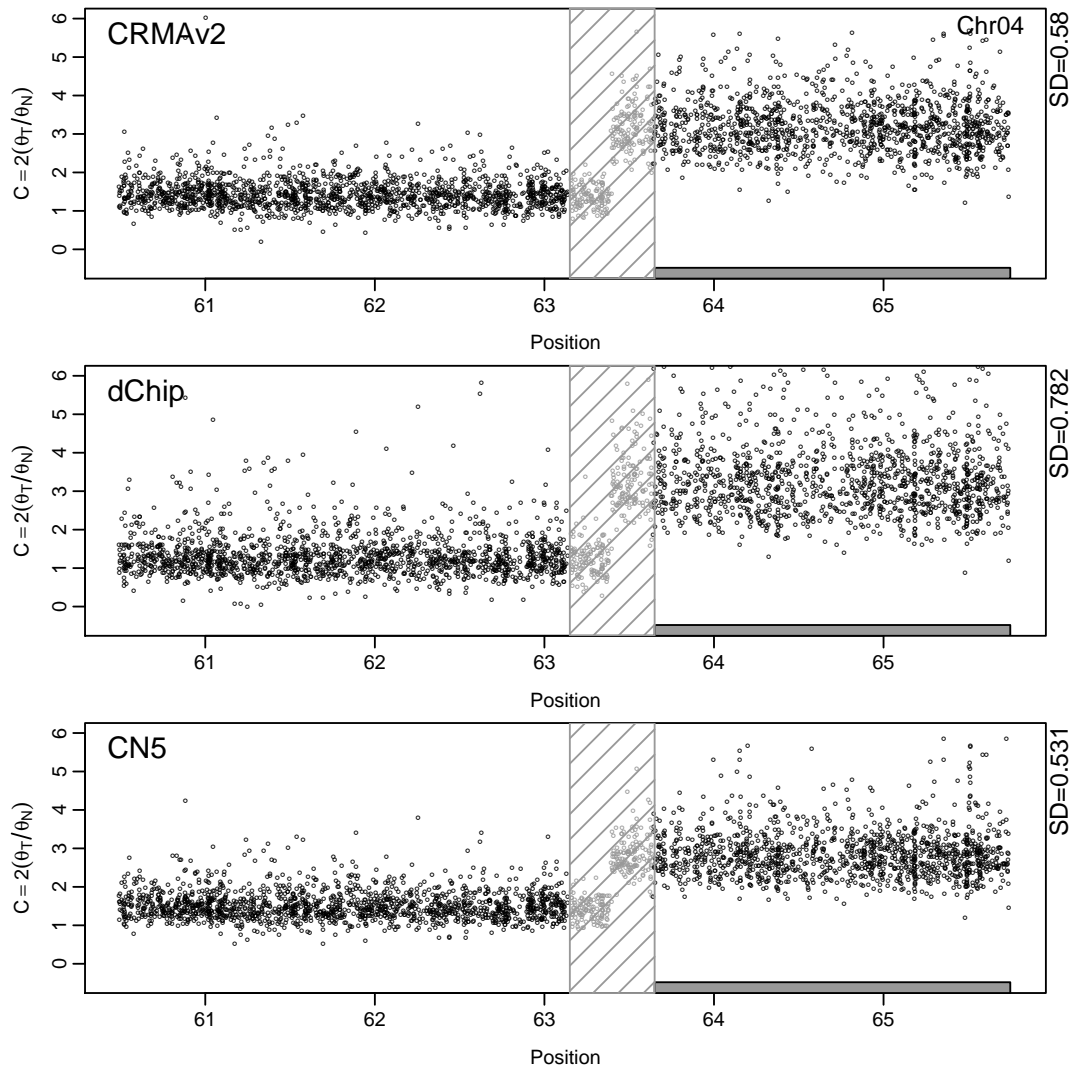 CRMAv2
Chr04
SD=0.58
C = 2(θT/θN)
6
5
4
3
2
1
0
61 62 63 64 65
Position
dChip
SD=0.782
C = 2(θT/θN)
6
5
4
3
2
1
0
61 62 63 64 65
Position
CN5
SD=0.531
C = 2(θT/θN)
6
5
4
3
2
1
0
61 62 63 64 65
Position